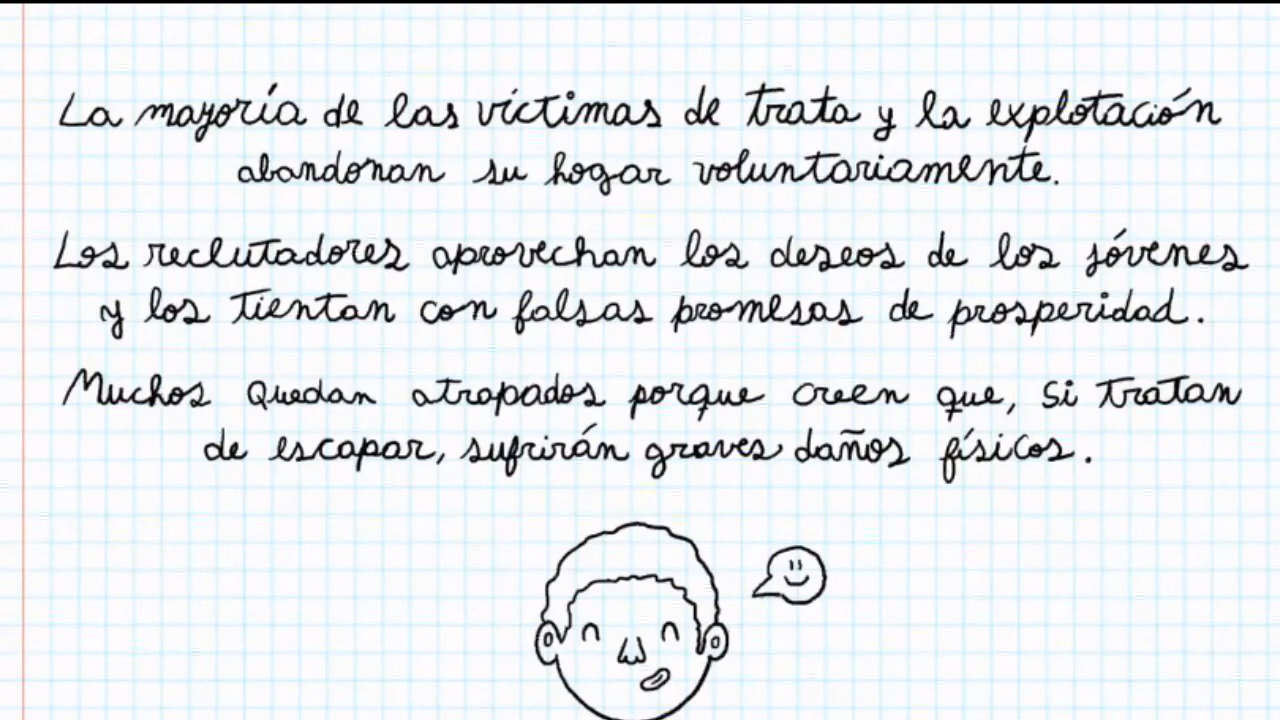 La mayoría de las víctimas de trata y la explotación
abandonan su hogar voluntariamente.
Los reclutadores aprovechan los deseos de los jóvenes
y los tientan con falsas promesas de prosperidad.
Muchos quedan atrapados porque creen que, si tratan
de escapar, sufrirán graves daños físicos.